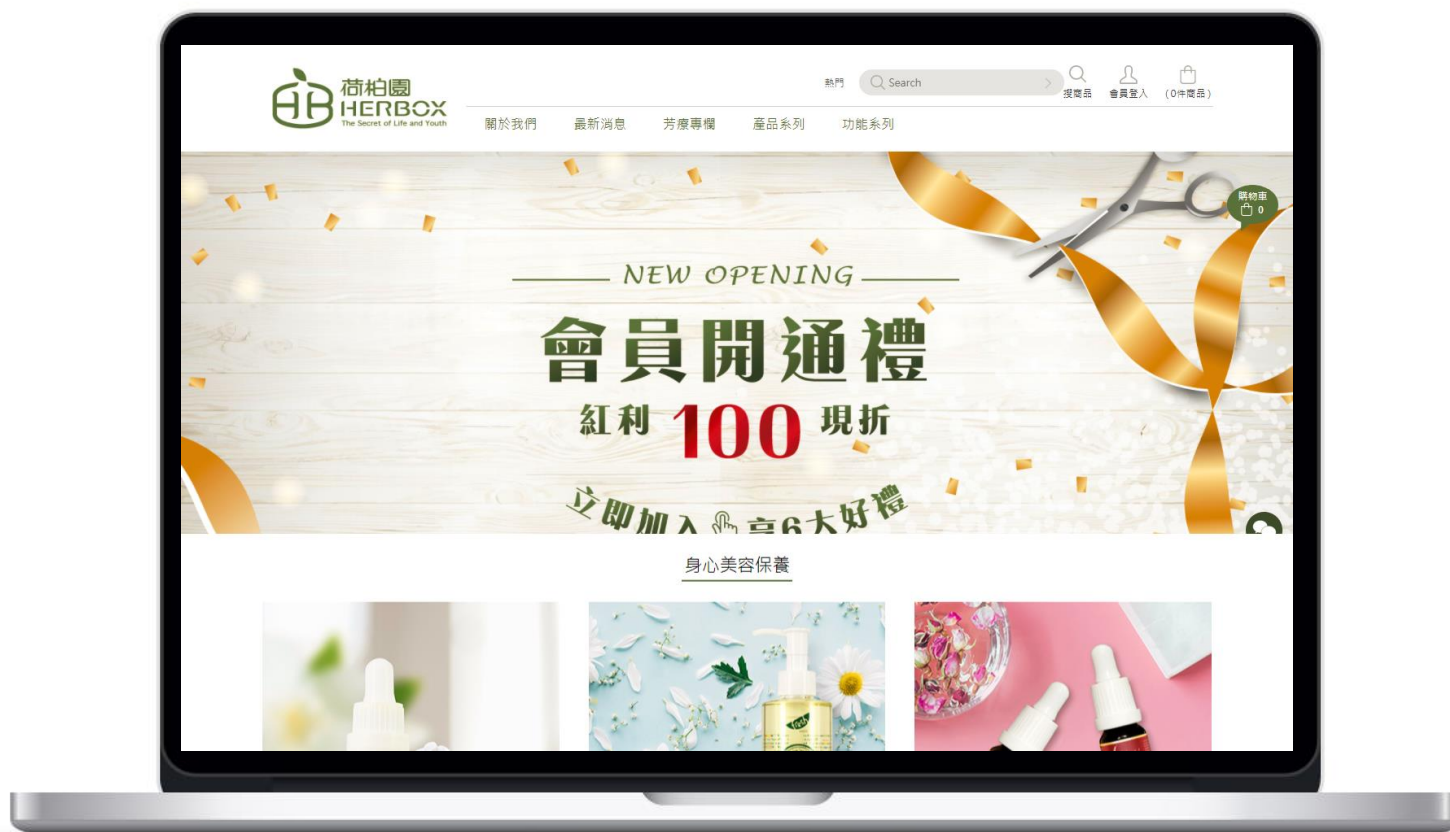 荷柏園
HERBOX
The Secret of Life and Youth
熱門
Search
搜商品
會員登入
(0件商品)
關於我們
最新消息
芳療專欄
產品系列
功能系列
購物車
0
NEW OPENING
會員開通禮
紅利 100 現折
立即加入 享6大好禮
身心美容保養